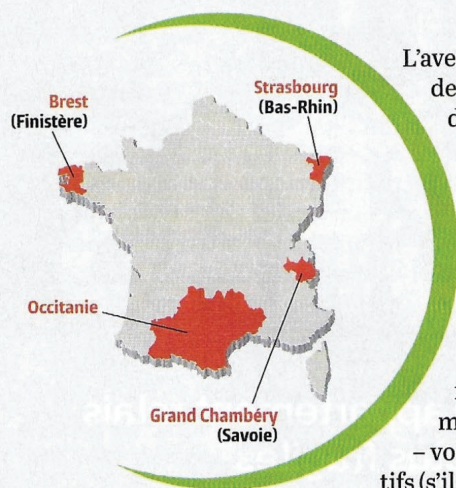 Brest
(Finistère)
Strasbourg
(Bas-Rhin)
Occitanie
Grand Chambéry
(Savoie)
L'ave
de
d
m
– vo
tifs (s'il